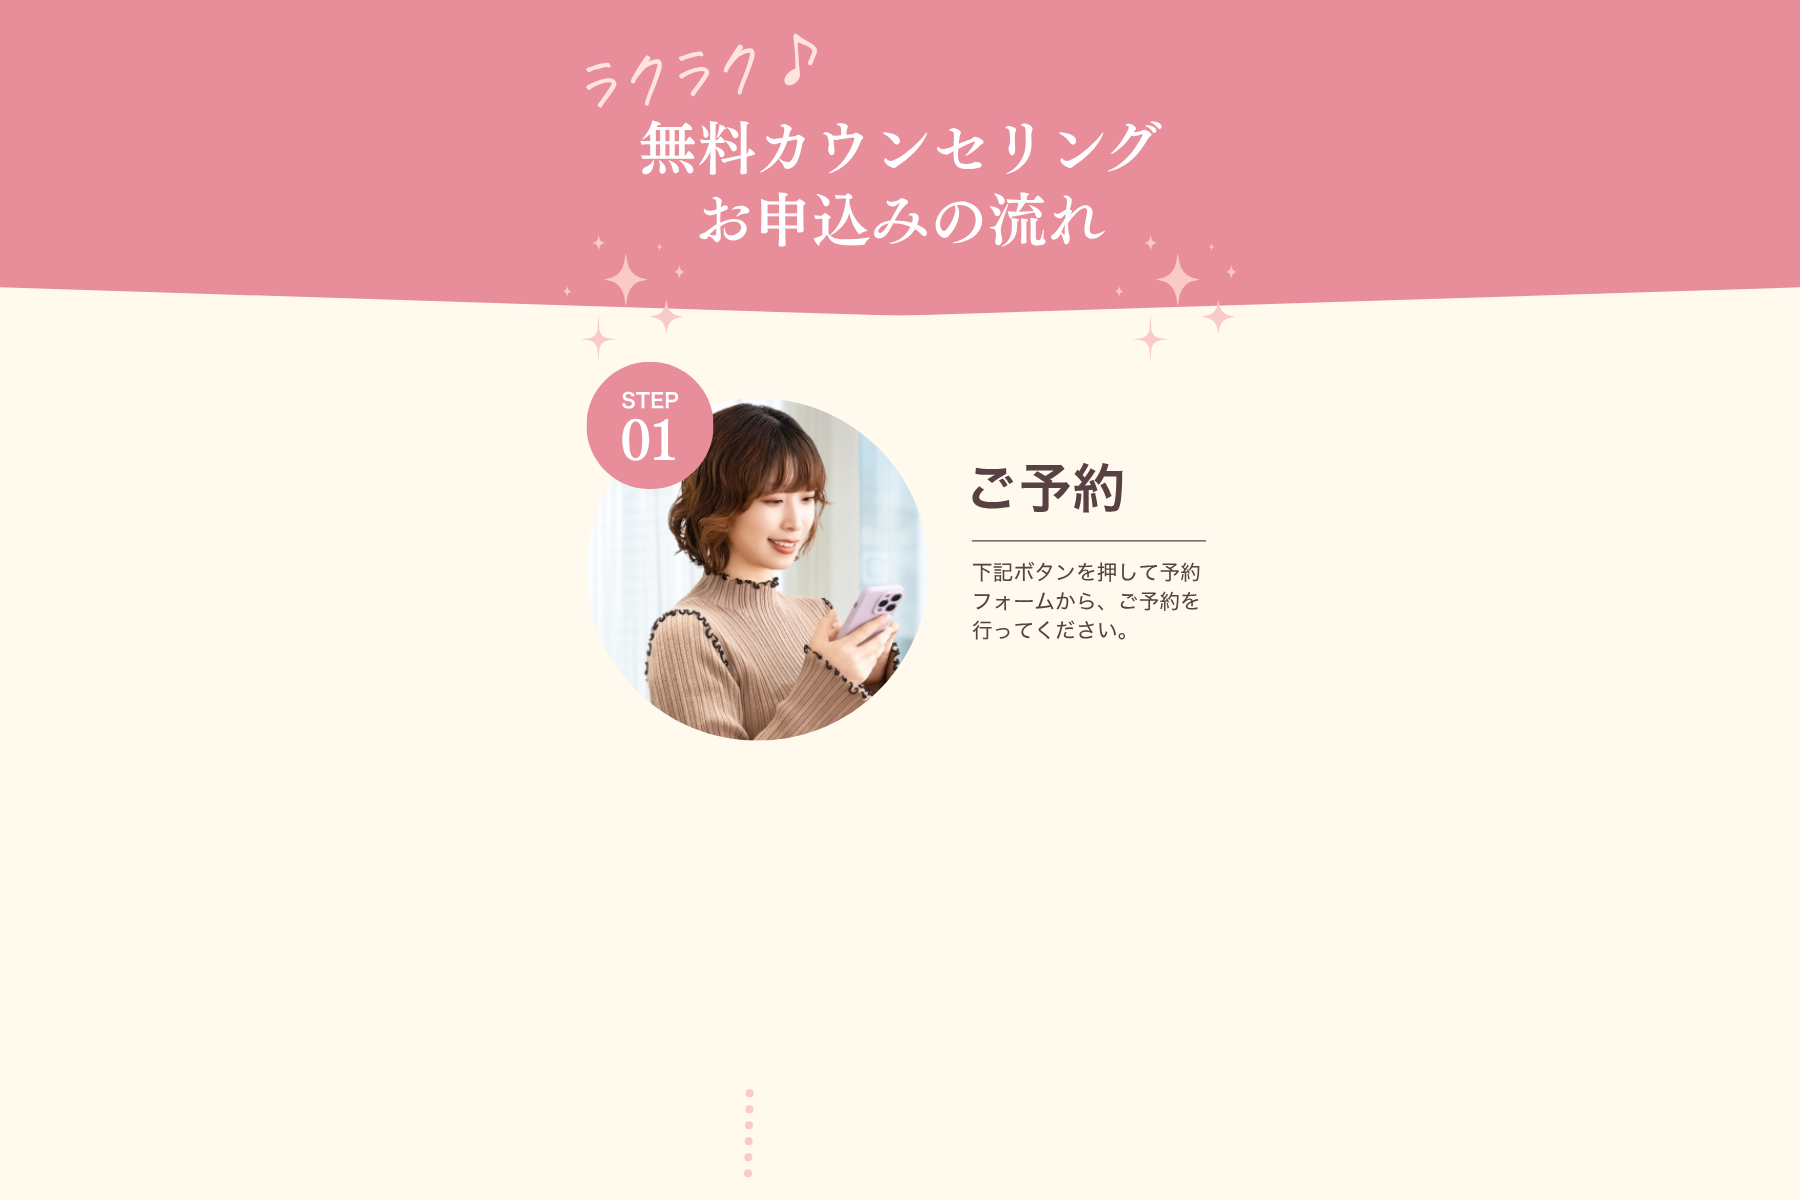 ラクラク♪
無料カウンセリング
お申込みの流れ
STEP
01
ご予約
下記ボタンを押して予約
フォームから、ご予約を
行ってください。